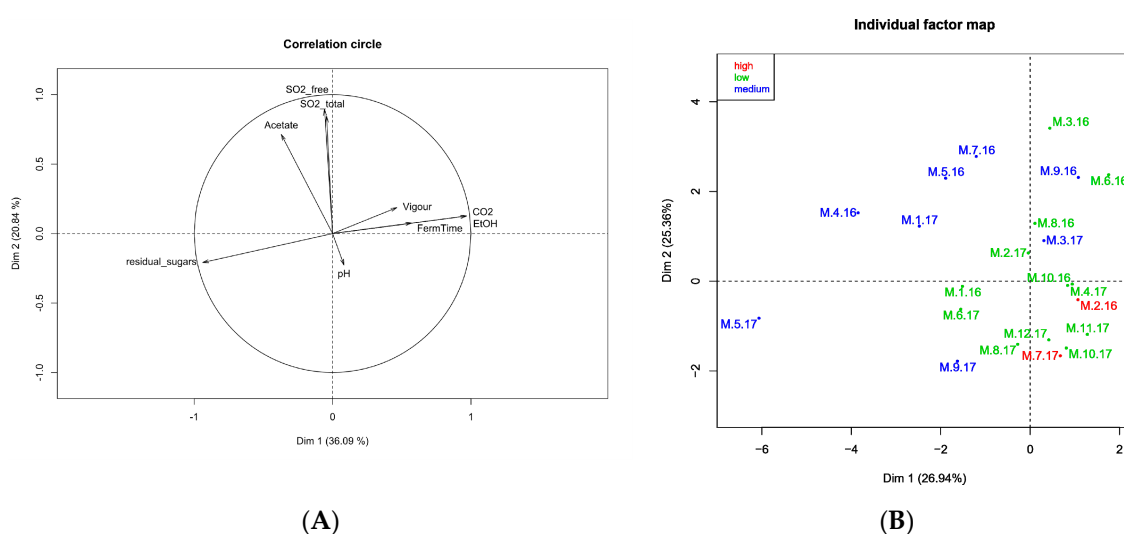 Correlation circle
SO2_free
SO2_total
Acetate
Vigour
CO2
EtOH
FermTime
residual_sugars
pH
1.0
0.5
0.0
-0.5
-1.0
Dim 2 (20.84 %)
-1
0
1
Dim 1 (36.09 %)
(A)
Individual factor map
high
low
medium
M.3.16
M.7.16
M.5.16
M.9.16
M.6.16
M.4.16
M.1.17
M.8.16
M.3.17
M.2.17
M.10.16
M.1.16
M.4.17
M.2.16
M.6.17
M.5.17
M.12.17
M.11.17
M.8.17
M.7.17
M.10.17
M.9.17
4
2
0
−2
Dim 2 (25.36%)
−6
−4
−2
0
2
Dim 1 (26.94%)
(B)